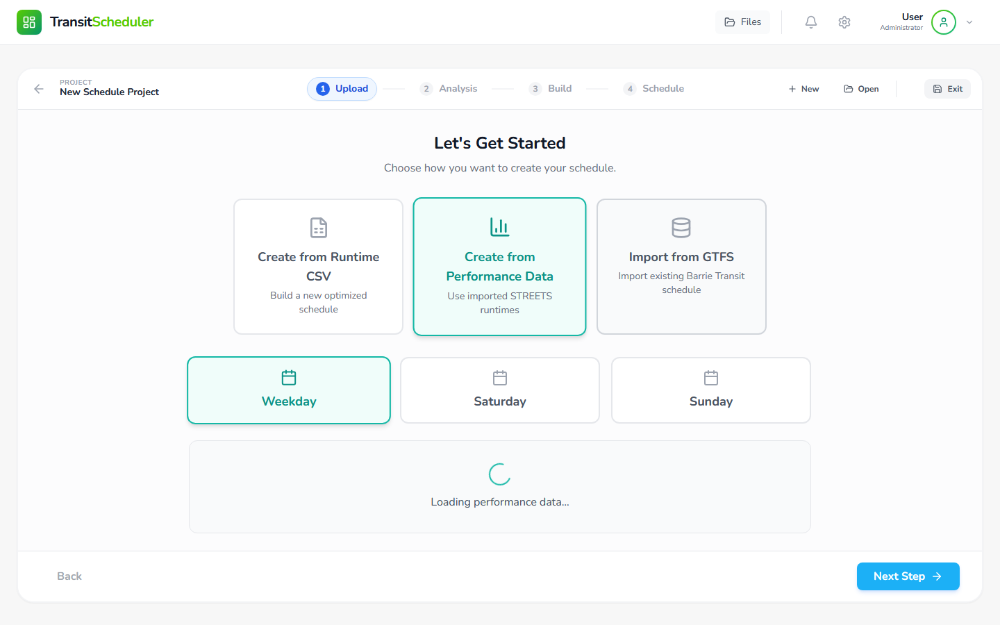 TransitScheduler
Files
User
Administrator
PROJECT
New Schedule Project
1 Upload
2 Analysis
3 Build
4 Schedule
New
Open
Exit
Let's Get Started
Choose how you want to create your schedule.
Create from Runtime
CSV
Build a new optimized
schedule
Create from
Performance Data
Use imported STREETS
runtimes
Import from GTFS
Import existing Barrie Transit
schedule
Weekday
Saturday
Sunday
Loading performance data...
Back
Next Step